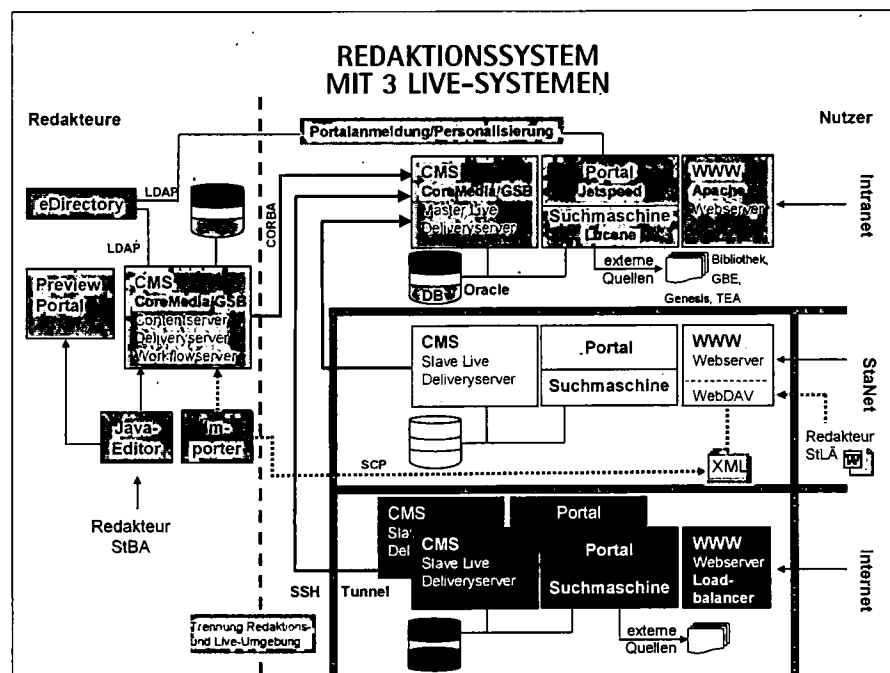 REDAKTIONSSYSTEM
MIT 3 LIVE-SYSTEMEN
Redakteure
Nutzer
Portalanmeldung/Personalisierung
eDirectory
LDAP
LDAP
CORBA
Preview
Portal
CMS
CoreMedia/GSB
Contentserver
Deliveryserver
Workflowserver
Java-
Editor
Im-
porter
Redakteur
StBA
CMS
CoreMedia/GSB
Master Live
Deliveryserver
Portal
Jetspeed
Suchmaschine
Lucene
WWW
Apache
Webserver
Intranet
DB
Oracle
externe
Quellen
Bibliothek,
GBE,
Genesis, TEA
CMS
Slave Live
Deliveryserver
Portal
Suchmaschine
WWW
Webserver
WebDAV
StaNet
Redakteur
StLÄ
W
XML
SCP
CMS
Slav
Del
Portal
CMS
Slave Live
Deliveryserver
Portal
Suchmaschine
WWW
Webserver
Load-
balancer
Internet
SSH
Tunnel
externe
Quellen
Trennung Redaktions-
und Live-Umgebung